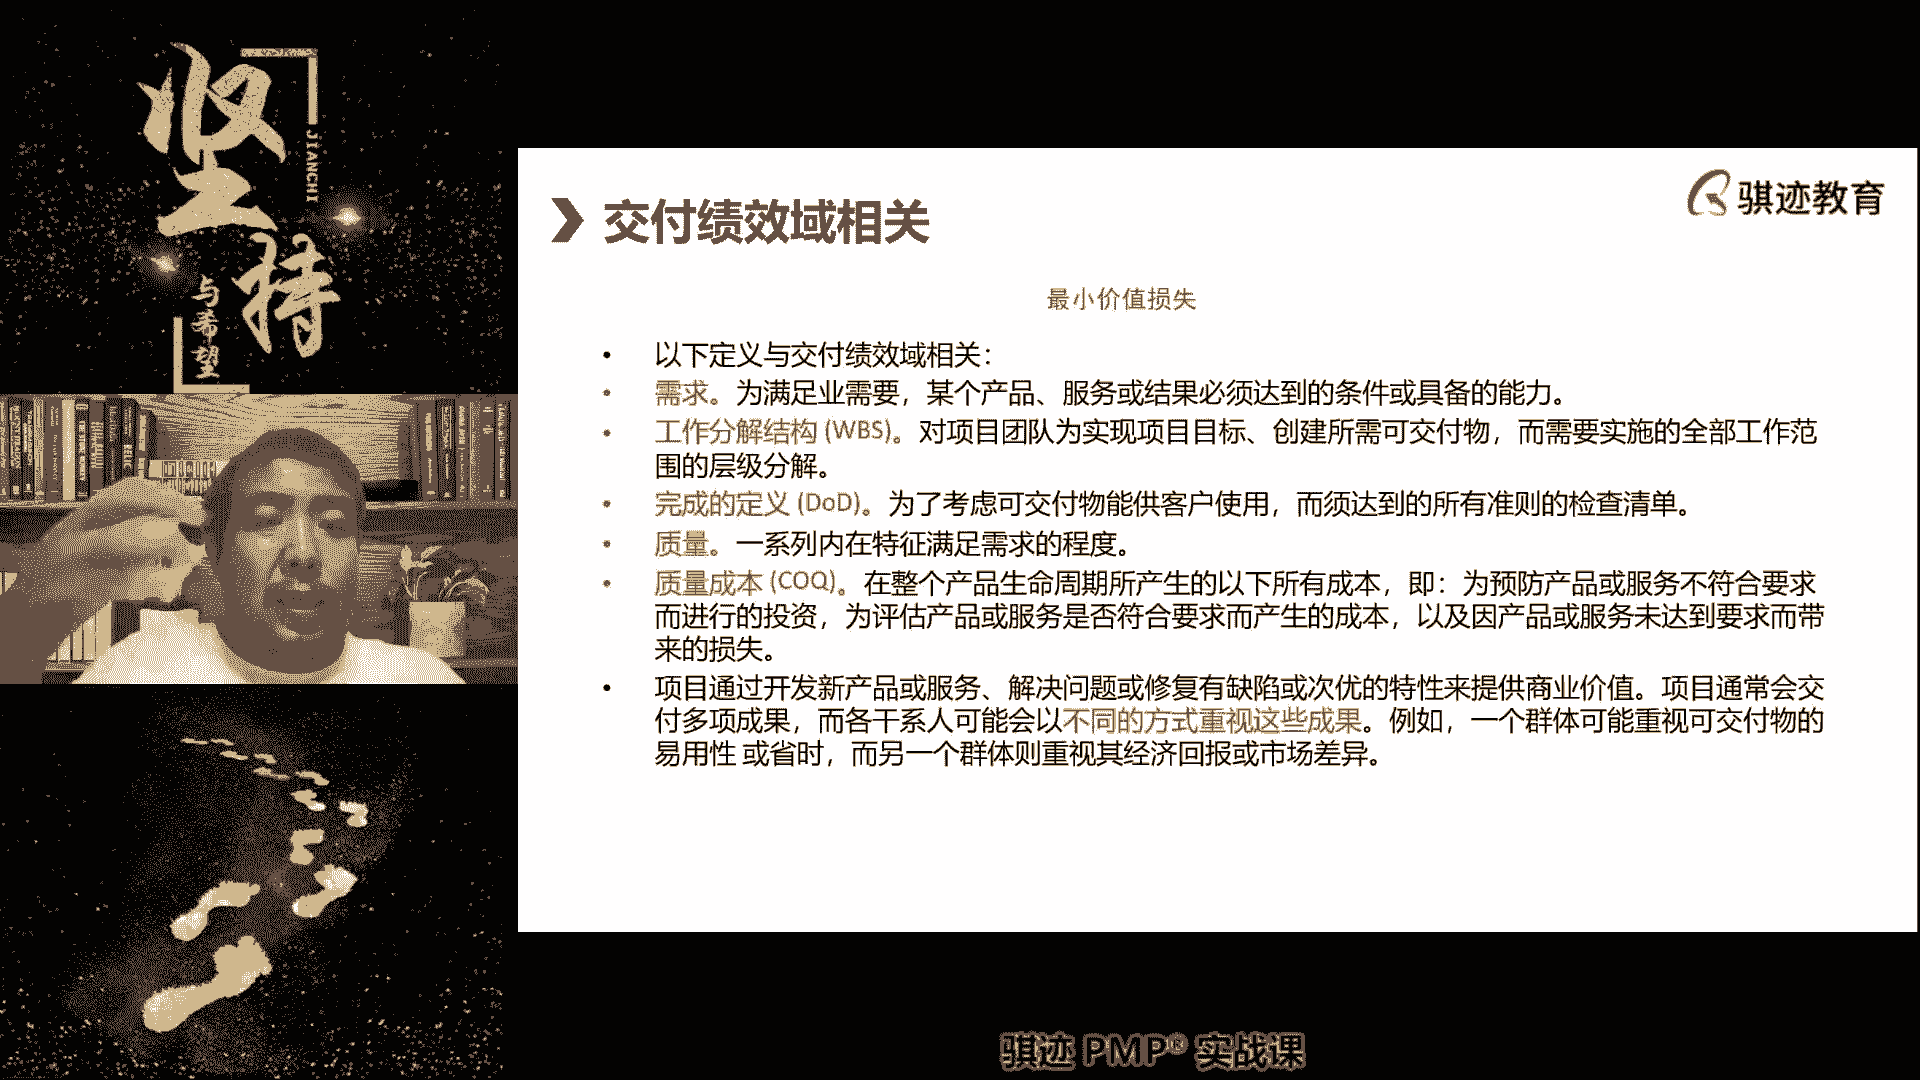 坚持
JIANCHI
与希望
骐迹教育
交付绩效域相关
最小价值损失
• 以下定义与交付绩效域相关：
• 需求。为满足业需要，某个产品、服务或结果必须达到的条件或具备的能力。
• 工作分解结构 (WBS)。对项目团队为实现项目目标、创建所需可交付物，而需要实施的全部工作范
围的层级分解。
• 完成的定义 (DoD)。为了考虑可交付物能供客户使用，而须达到的所有准则的检查清单。
• 质量。一系列内在特征满足需求的程度。
• 质量成本 (COQ)。在整个产品生命周期所产生的以下所有成本，即：为预防产品或服务不符合要求
而进行的投资，为评估产品或服务是否符合要求而产生的成本，以及因产品或服务未达到要求而带
来的损失。
• 项目通过开发新产品或服务、解决问题或修复有缺陷或次优的特性来提供商业价值。项目通常会交
付多项成果，而各干系人可能会以不同的方式重视这些成果。例如，一个群体可能重视可交付物的
易用性 或省时，而另一个群体则重视其经济回报或市场差异。
骐迹 PMP® 实战课